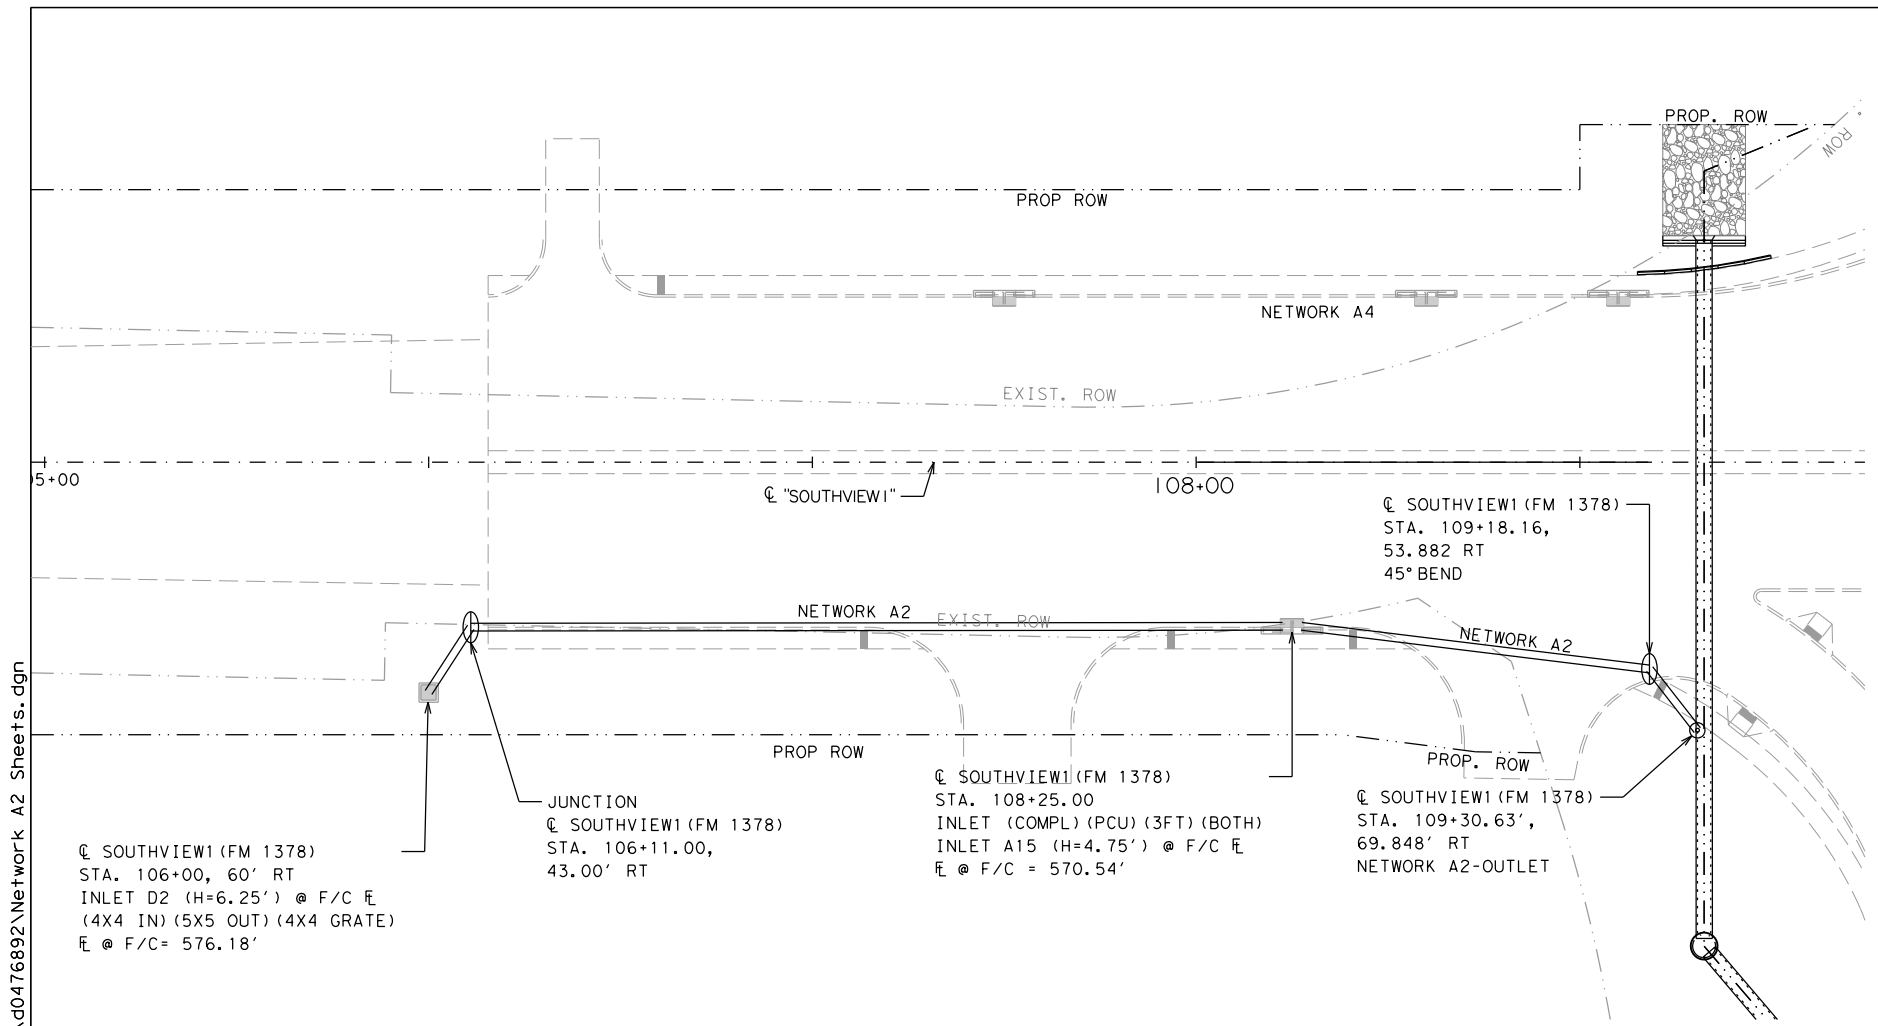 PROP. ROW
ROW
PROP ROW
NETWORK A4
EXIST. ROW
05+00
℄ "SOUTHVIEW1"
108+00
℄ SOUTHVIEW1 (FM 1378)
STA. 109+18.16,
53.882 RT
45° BEND
NETWORK A2
EXIST. ROW
NETWORK A2
PROP ROW
PROP. ROW
JUNCTION
℄ SOUTHVIEW1 (FM 1378)
STA. 106+11.00,
43.00' RT
℄ SOUTHVIEW1 (FM 1378)
STA. 108+25.00
INLET (COMPL) (PCU) (3FT) (BOTH)
INLET A15 (H=4.75') @ F/C FL
FL @ F/C = 570.54'
℄ SOUTHVIEW1 (FM 1378)
STA. 109+30.63',
69.848' RT
NETWORK A2-OUTLET
℄ SOUTHVIEW1 (FM 1378)
STA. 106+00, 60' RT
INLET D2 (H=6.25') @ F/C FL
(4X4 IN) (5X5 OUT) (4X4 GRATE)
FL @ F/C= 576.18'
\d0476892\Network A2 Sheets.dgn